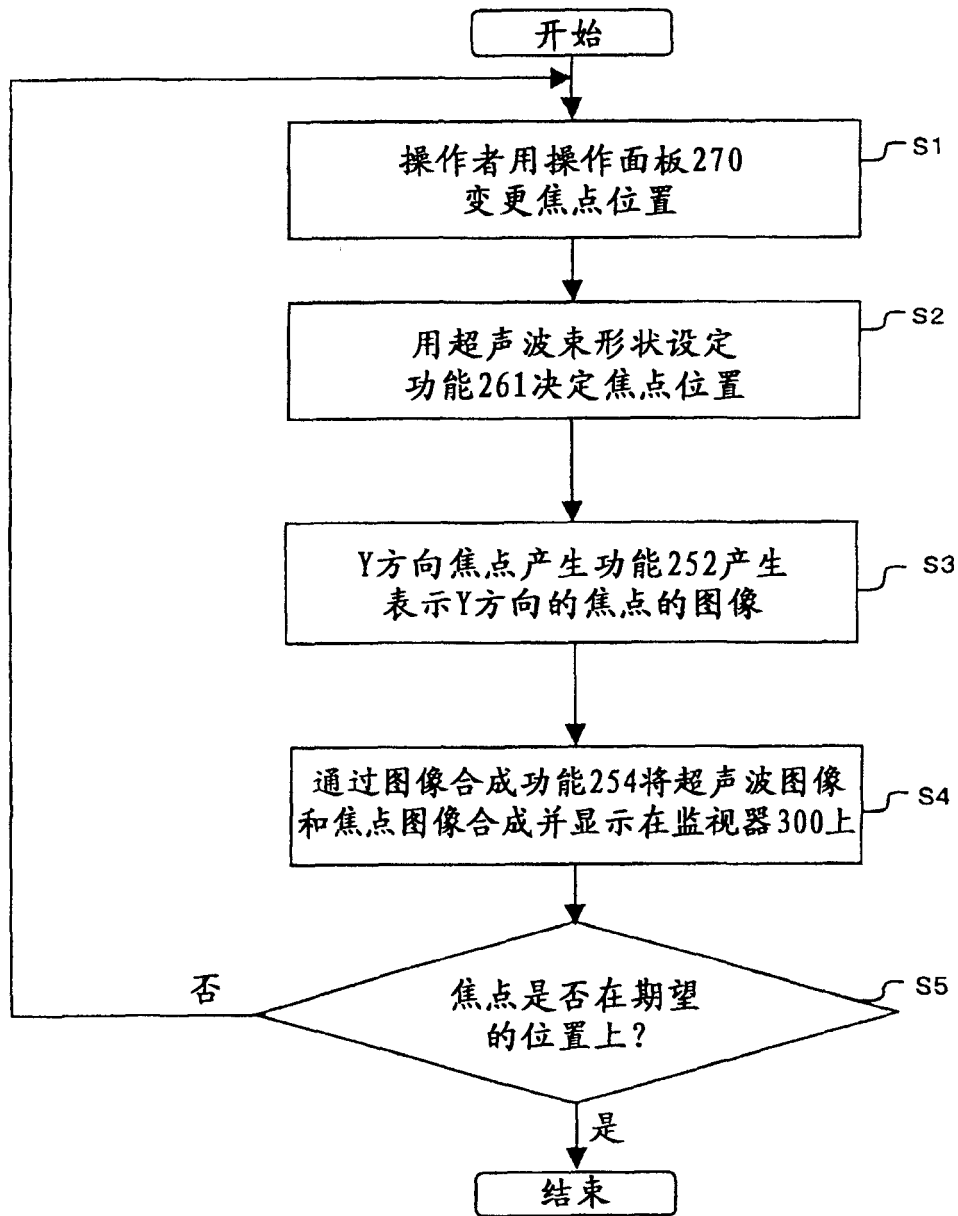 开始
操作者用操作面板270
变更焦点位置
S1
用超声波束形状设定
功能261决定焦点位置
S2
Y方向焦点产生功能252产生
表示Y方向的焦点的图像
S3
通过图像合成功能254将超声波图像
和焦点图像合成并显示在监视器300上
S4
焦点是否在期望
的位置上?
S5
否
是
结束